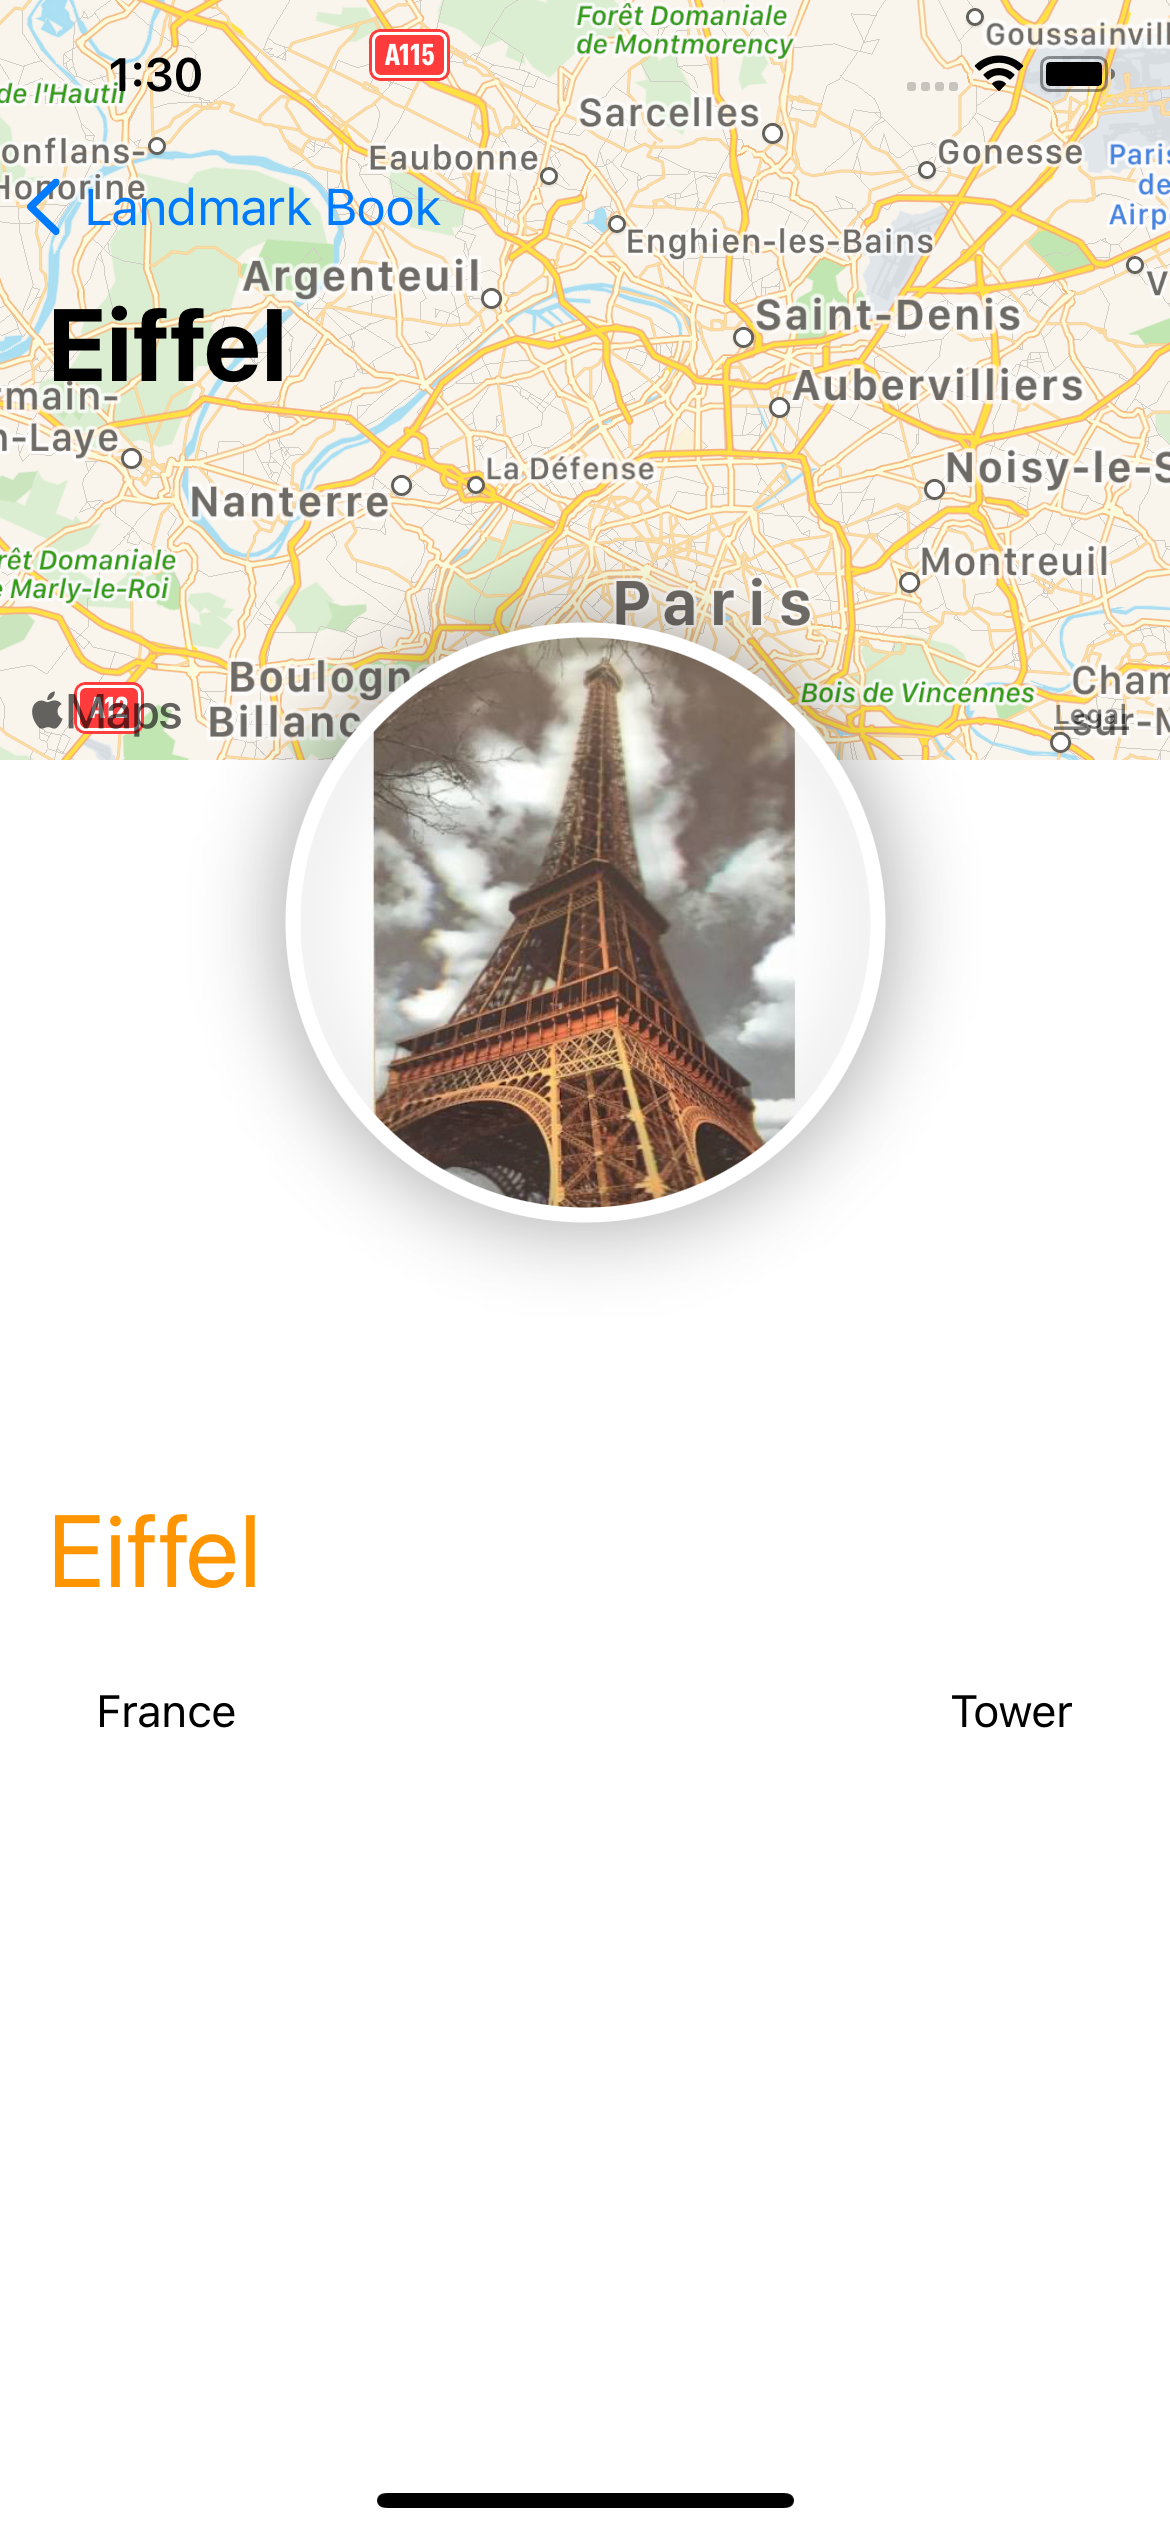 Forêt Domaniale
de Montmorency
Goussainvill
A115
1:30
de l'Hautil
Sarcelles
onflans-
Honorine
Eaubonne
Gonesse
Paris
de
Airp
Landmark Book
Enghien-les-Bains
Argenteuil
V
Saint-Denis
Eiffel
main-
n-Laye
Aubervilliers
La Défense
Noisy-le-S
Nanterre
rêt Domaniale
e Marly-le-Roi
Montreuil
Paris
Boulogn
Billanc
Bois de Vincennes
Cham
sur-M
Maps
A12
Legal
Eiffel
France
Tower